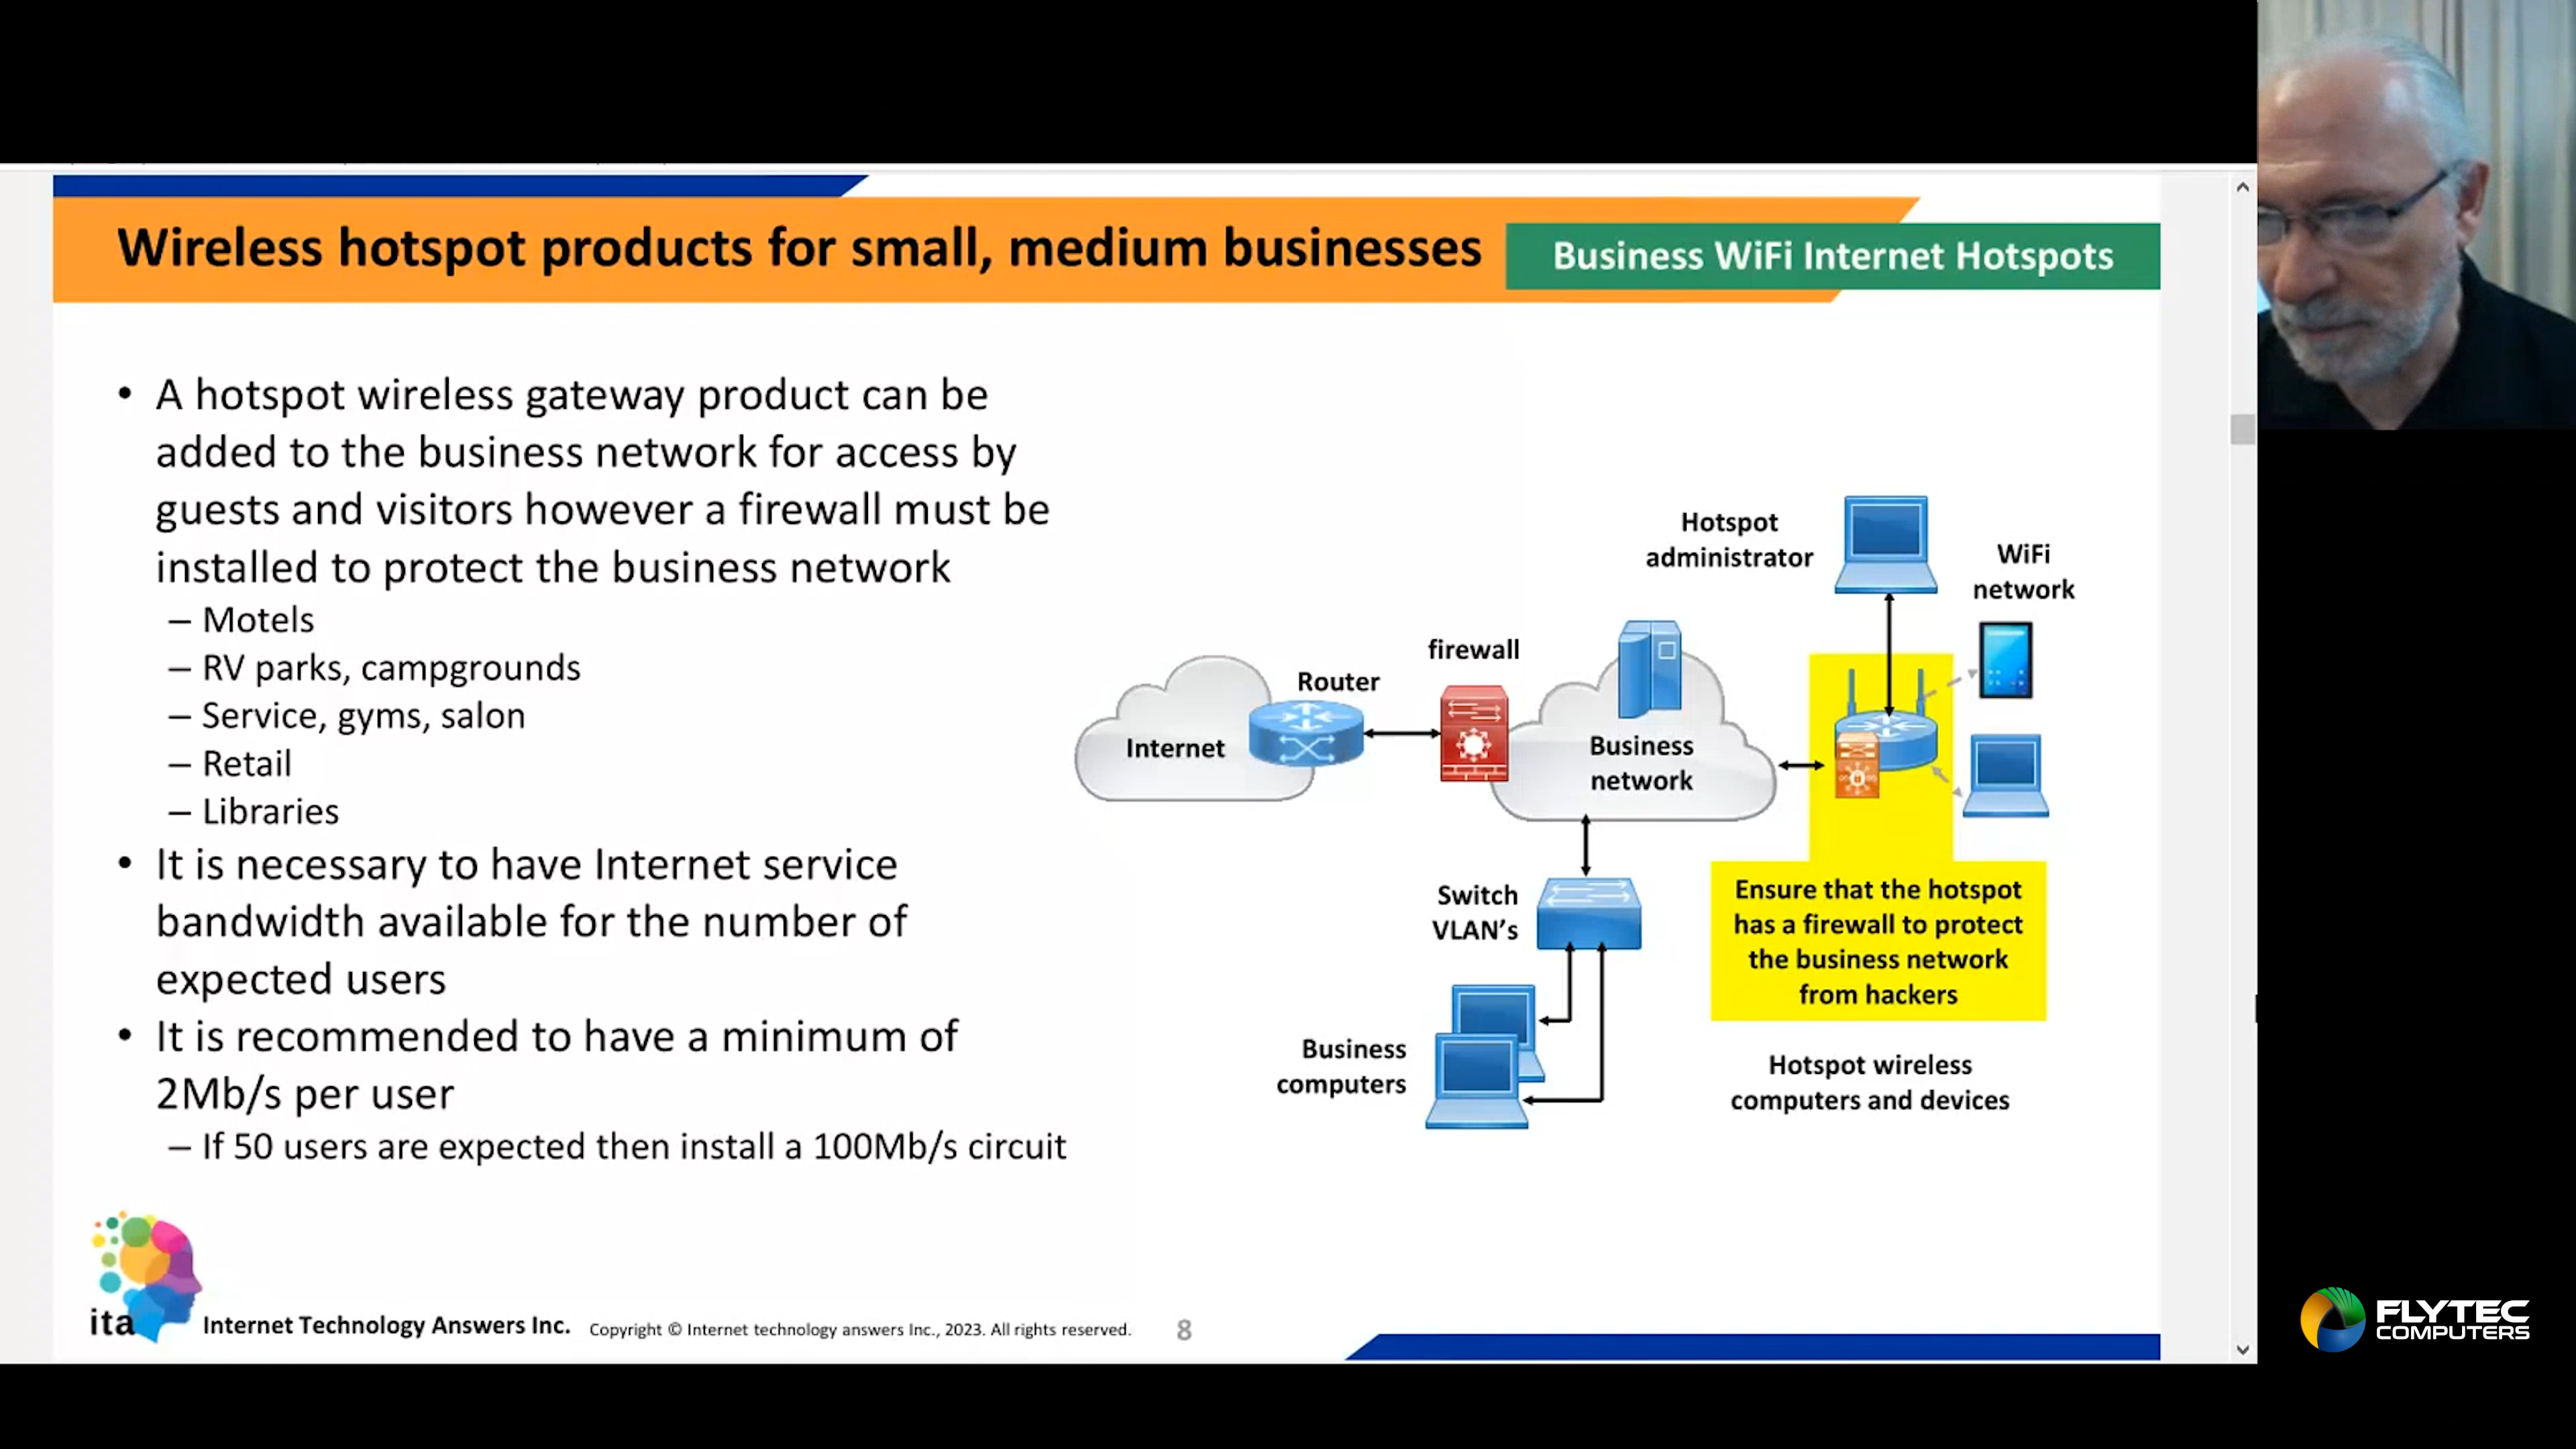 Wireless hotspot products for small, medium businesses
Business WiFi Internet Hotspots
• A hotspot wireless gateway product can be
added to the business network for access by
guests and visitors however a firewall must be
installed to protect the business network
– Motels
– RV parks, campgrounds
– Service, gyms, salon
– Retail
– Libraries
• It is necessary to have Internet service
bandwidth available for the number of
expected users
• It is recommended to have a minimum of
2Mb/s per user
– If 50 users are expected then install a 100Mb/s circuit
Hotspot
administrator
WiFi
network
firewall
Router
Internet
Business
network
Switch
VLAN’s
Business
computers
Ensure that the hotspot
has a firewall to protect
the business network
from hackers
Hotspot wireless
computers and devices
ita
Internet Technology Answers Inc.
Copyright © Internet technology answers Inc., 2023. All rights reserved.
8
FLYTEC
COMPUTERS